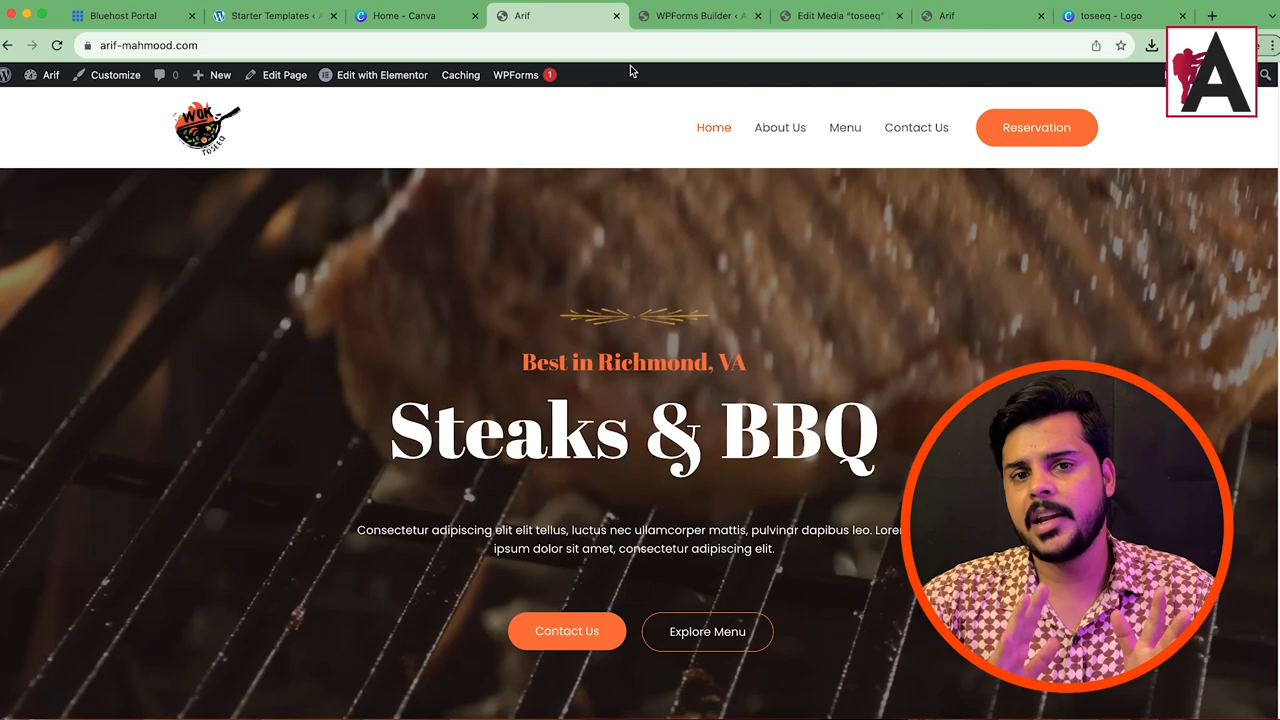 Bluehost Portal
Starter Templates ‹ A
Home - Canva
Arif
WPForms Builder ‹ A
Edit Media “toseeq” ‹
Arif
toseeq - Logo
arif-mahmood.com
Arif
Customize
0
New
Edit Page
Edit with Elementor
Caching
WPForms
1
A
WOK
TOSEEQ
Home
About Us
Menu
Contact Us
Reservation
Best in Richmond, VA
Steaks & BBQ
Consectetur adipiscing elit elit tellus, luctus nec ullamcorper mattis, pulvinar dapibus leo.
ipsum dolor sit amet, consectetur adipiscing elit.
Contact Us
Explore Menu